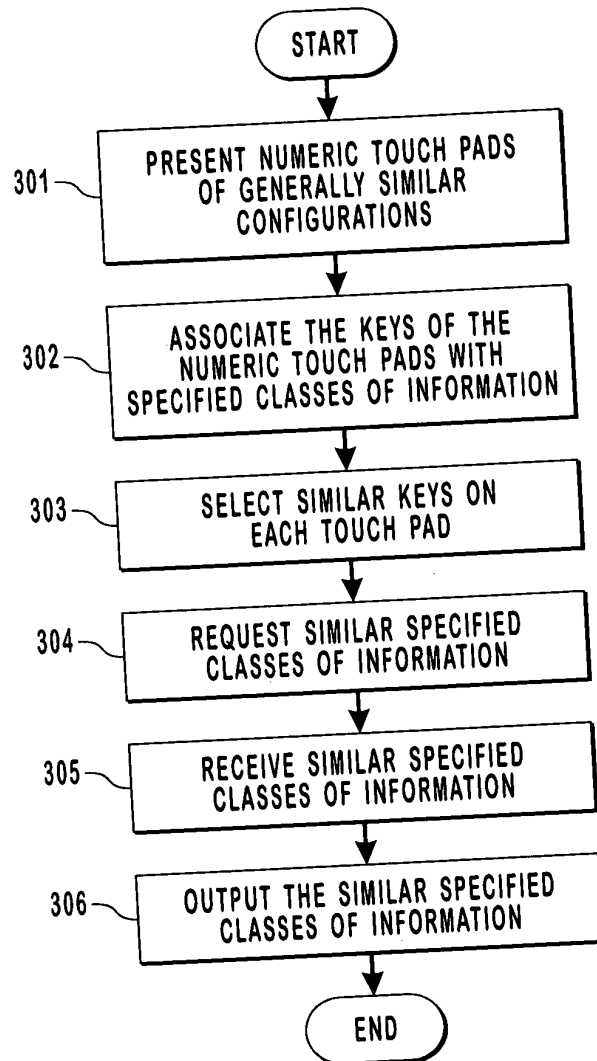 START
301
PRESENT NUMERIC TOUCH PADS
OF GENERALLY SIMILAR
CONFIGURATIONS
302
ASSOCIATE THE KEYS OF THE
NUMERIC TOUCH PADS WITH
SPECIFIED CLASSES OF INFORMATION
303
SELECT SIMILAR KEYS ON
EACH TOUCH PAD
304
REQUEST SIMILAR SPECIFIED
CLASSES OF INFORMATION
305
RECEIVE SIMILAR SPECIFIED
CLASSES OF INFORMATION
306
OUTPUT THE SIMILAR SPECIFIED
CLASSES OF INFORMATION
END